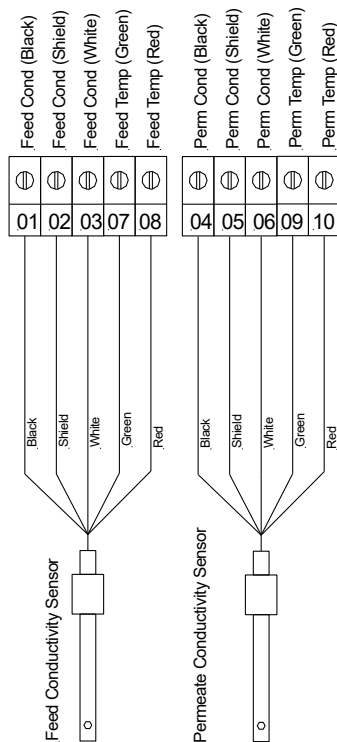 Feed Cond (Black)
Feed Cond (Shield)
Feed Cond (White)
Feed Temp (Green)
Feed Temp (Red)
Perm Cond (Black)
Perm Cond (Shield)
Perm Cond (White)
Perm Temp (Green)
Perm Temp (Red)
01 02 03 07 08
04 05 06 09 10
Black
Shield
White
Green
Red
Black
Shield
White
Green
Red
Feed Conductivity Sensor
Permeate Conductivity Sensor